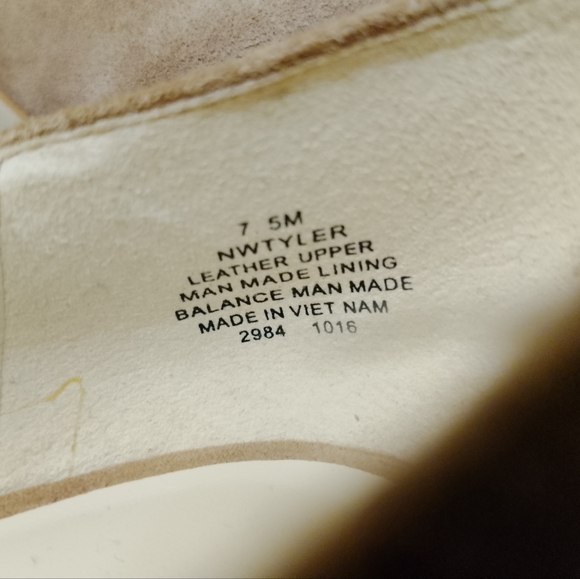 7.5M
NWTYLER
LEATHER UPPER
MAN MADE LINING
BALANCE MAN MADE
MADE IN VIET NAM
2984 1016